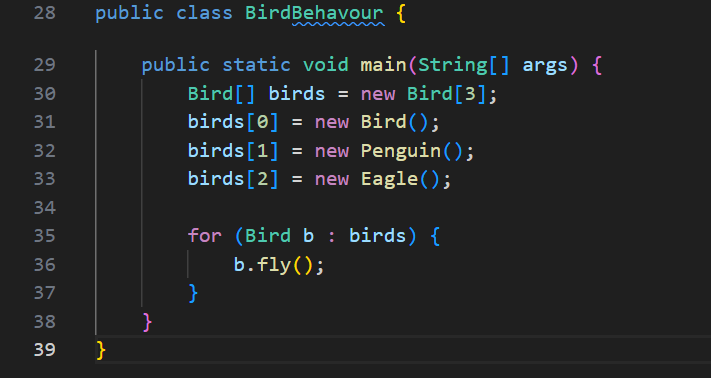 28 public class BirdBehavour {
29     public static void main(String[] args) {
30         Bird[] birds = new Bird[3];
31         birds[0] = new Bird();
32         birds[1] = new Penguin();
33         birds[2] = new Eagle();
34
35         for (Bird b : birds) {
36             b.fly();
37         }
38     }
39 }